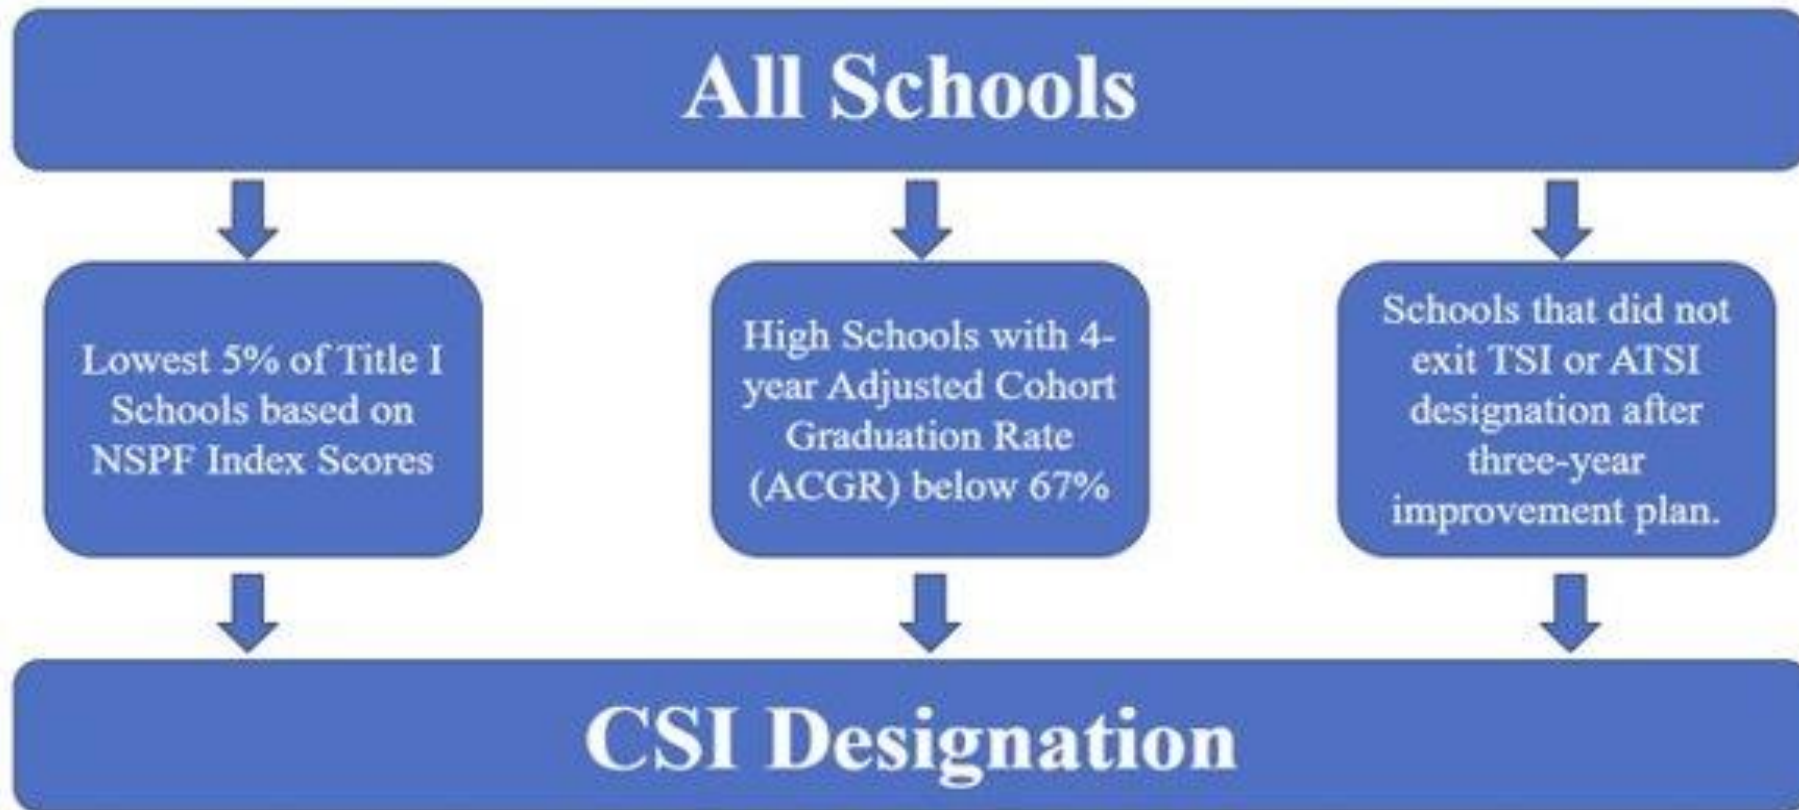 All Schools
Lowest 5% of Title I
Schools based on
NSPF Index Scores
High Schools with 4-
year Adjusted Cohort
Graduation Rate
(ACGR) below 67%
Schools that did not
exit TSI or ATSI
designation after
three-year
improvement plan.
CSI Designation